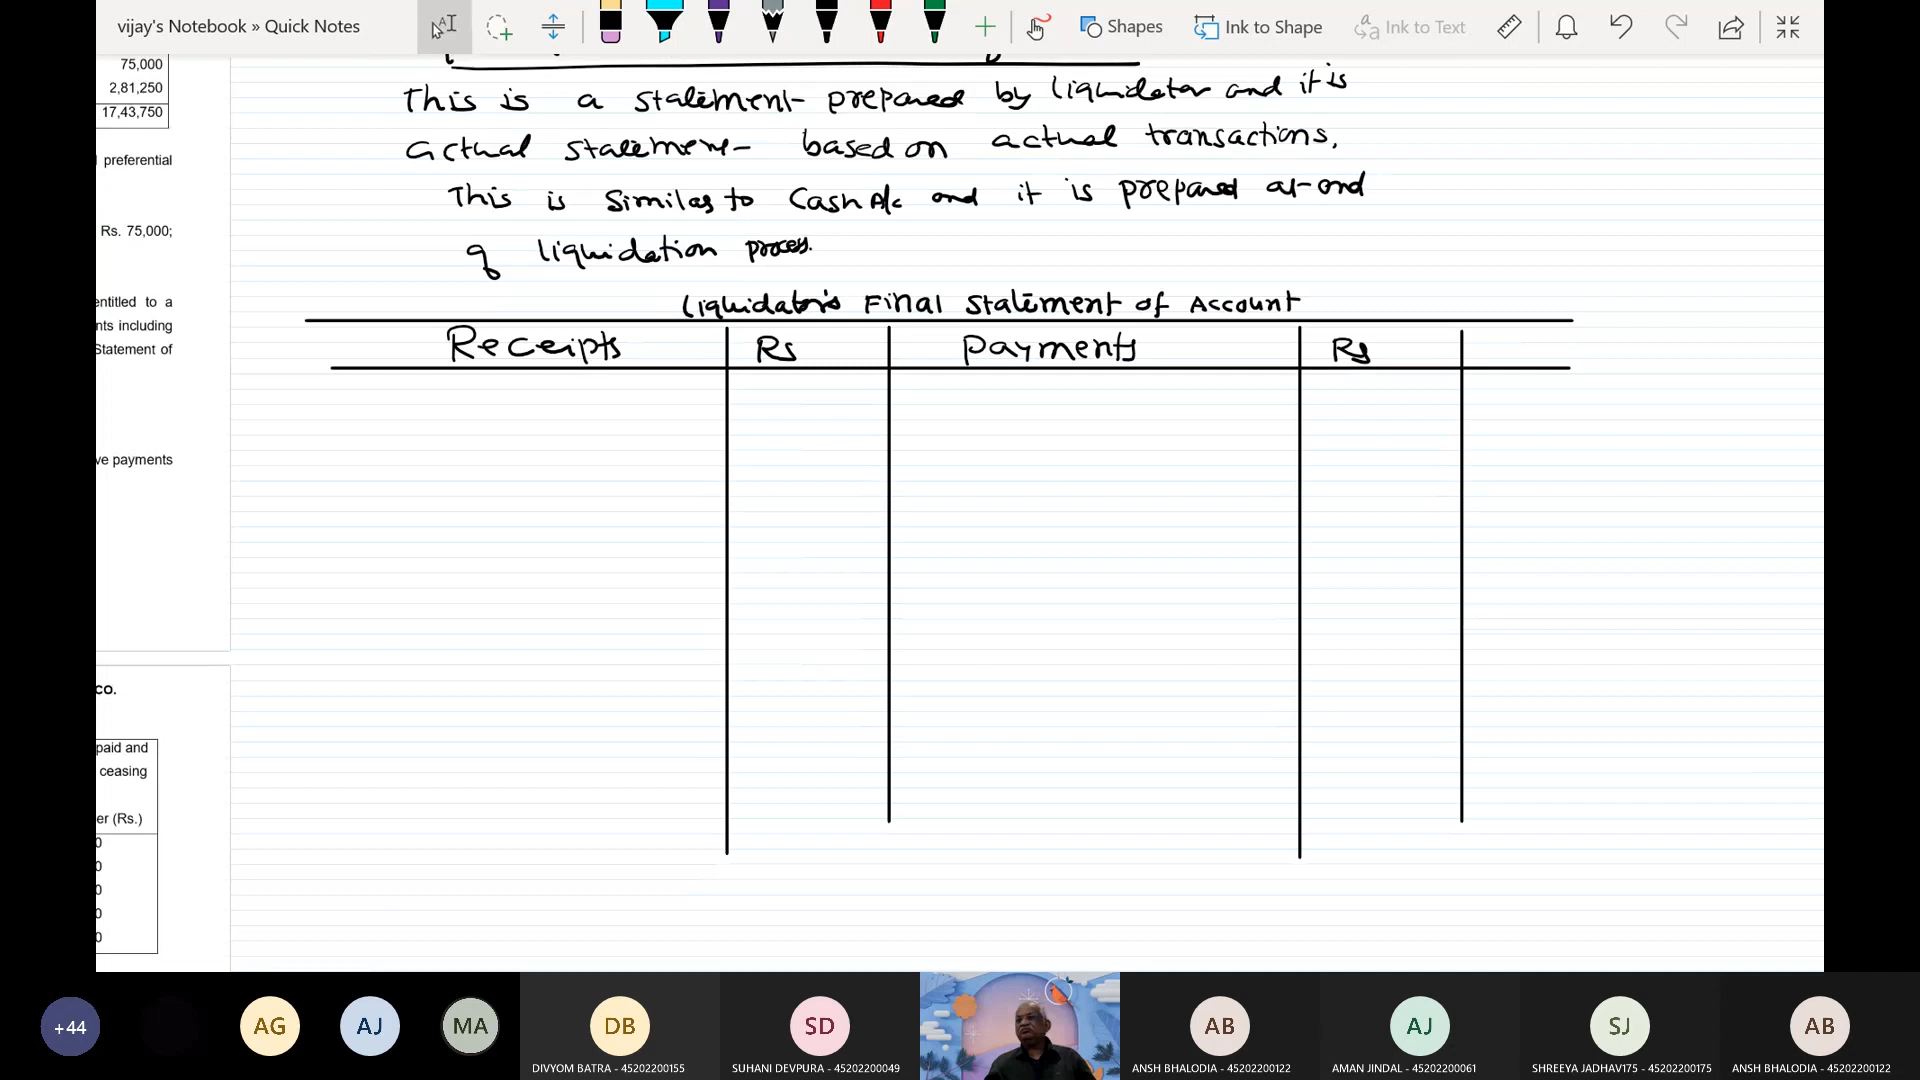 vijay's Notebook » Quick Notes
Shapes
Ink to Shape
Ink to Text
75,000
2,81,250
17,43,750
preferential
Rs. 75,000;
entitled to a
nts including
Statement of
ve payments
co.
paid and
ceasing
er (Rs.)
0
0
0
0
0
This is a statement prepared by liquidator and it is
actual statement based on actual transactions.
This is similar to Cash A/c and it is prepared at end
of liquidation process.
Liquidator's Final Statement of Account
Receipts Rs Payments Rs
+44
AG
AJ
MA
DB
DIVYOM BATRA - 45202200155
SD
SUHANI DEVPURA - 45202200049
AB
ANSH BHALODIA - 45202200122
AJ
AMAN JINDAL - 45202200061
SJ
SHREEYA JADHAV175 - 45202200175
AB
ANSH BHALODIA - 45202200122